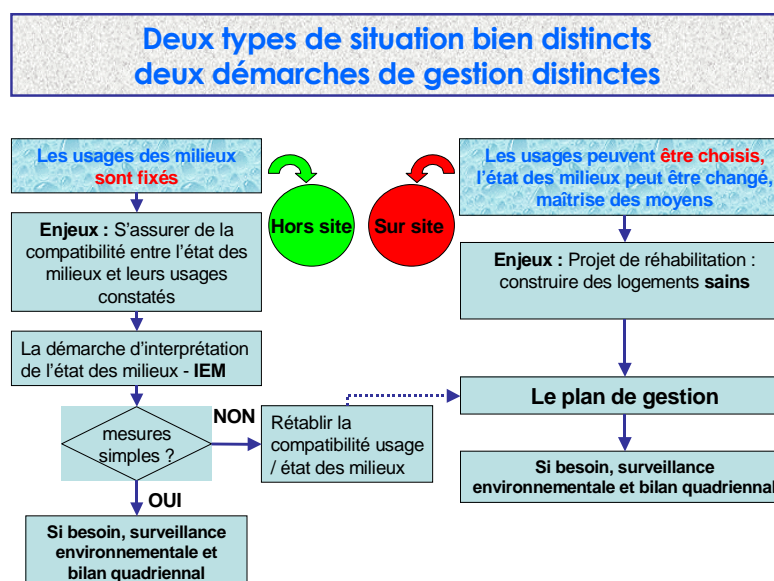 Deux types de situation bien distincts
deux démarches de gestion distinctes
Les usages des milieux
sont fixés
Enjeux : S'assurer de la
compatibilité entre l'état des
milieux et leurs usages
constatés
La démarche d'interprétation
de l'état des milieux - IEM
mesures
simples ?
NON
OUI
Rétablir la
compatibilité usage
/ état des milieux
Si besoin, surveillance
environnementale et
bilan quadriennal
Hors site
Sur site
Les usages peuvent être choisis,
l'état des milieux peut être changé,
maîtrise des moyens
Enjeux : Projet de réhabilitation :
construire des logements sains
Le plan de gestion
Si besoin, surveillance
environnementale et bilan quadriennal